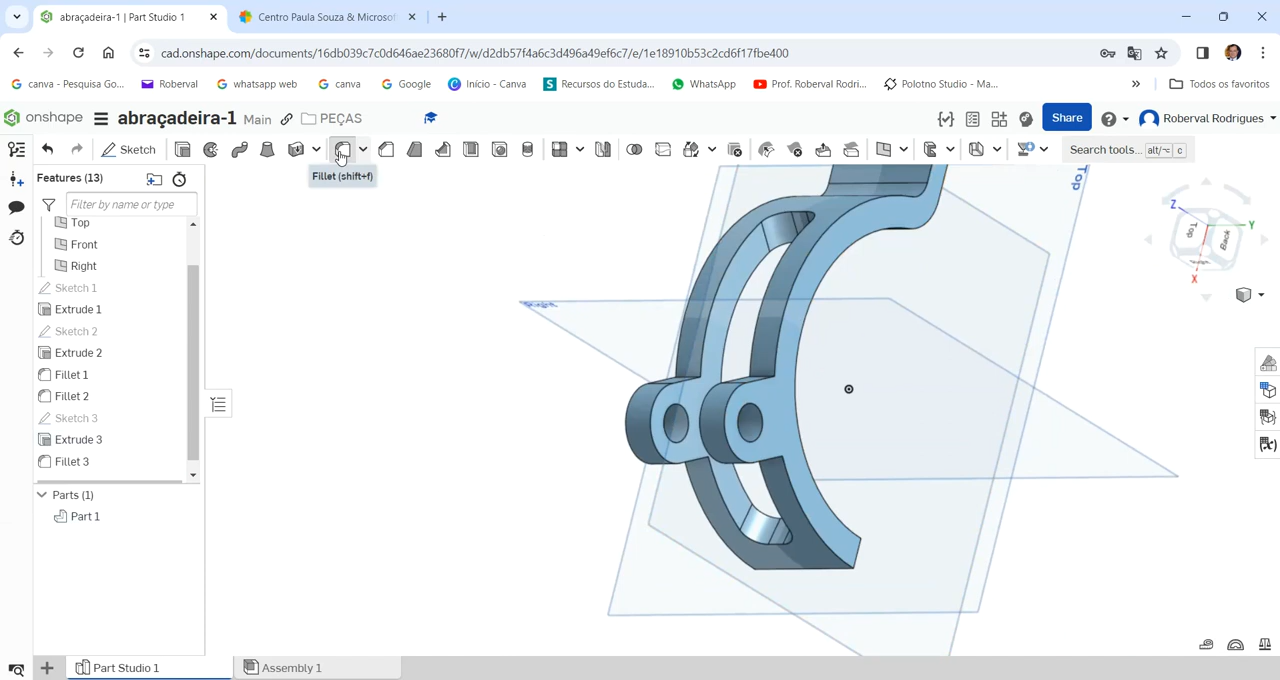 abraçadeira-1 | Part Studio 1
Centro Paula Souza & Microsof
cad.onshape.com/documents/16db039c7c0d646ae23680f7/w/d2db57f4a6c3d496a49ef6c7/e/1e18910b53c2cd6f17fbe400
canva - Pesquisa Go...
Roberval
whatsapp web
canva
Google
Início - Canva
Recursos do Estuda...
WhatsApp
Prof. Roberval Rodri...
Polotno Studio - Ma...
Todos os favoritos
onshape
abraçadeira-1
Main
PEÇAS
Share
Roberval Rodrigues
Sketch
Search tools...
alt/⌥ c
Features (13)
Fillet (shift+f)
Filter by name or type
Top
Front
Right
Sketch 1
Extrude 1
Sketch 2
Extrude 2
Fillet 1
Fillet 2
Sketch 3
Extrude 3
Fillet 3
Parts (1)
Part 1
Top
Z
Y
X
Top
Back
Part Studio 1
Assembly 1